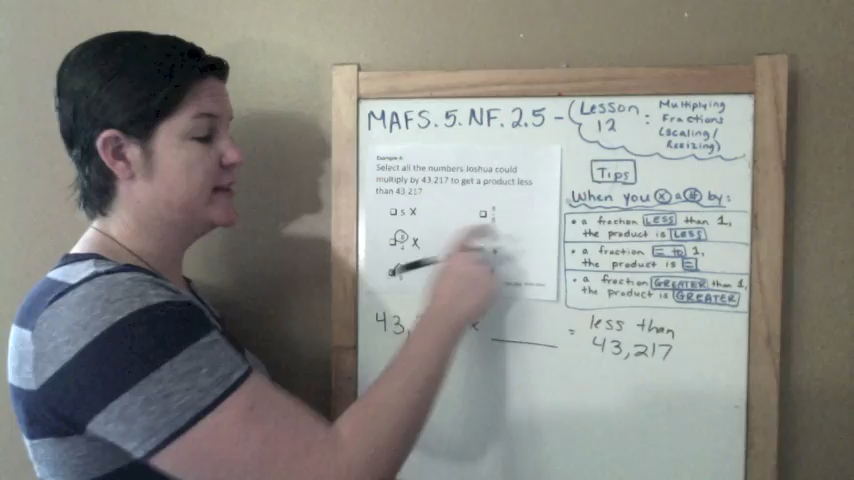 MAFS.5.NF.2.5 - Lesson 12 : Multiplying Fractions (Scaling/Resizing)
Select all the numbers Joshua could
multiply by 43,217 to get a product less
than 43,217.
5 X
X
43,
= less than
43,217
Tips
When you X a # by:
• a fraction LESS than 1,
the product is LESS
• a fraction = to 1,
the product is =
• a fraction GREATER than 1,
the product is GREATER